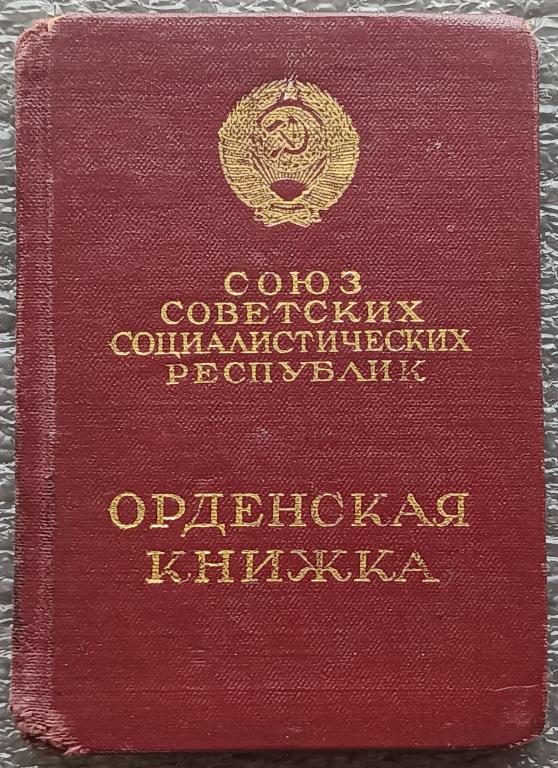 СОЮЗ
СОВЕТСКИХ
СОЦИАЛИСТИЧЕСКИХ
РЕСПУБЛИК
ОРДЕНСКАЯ
КНИЖКА